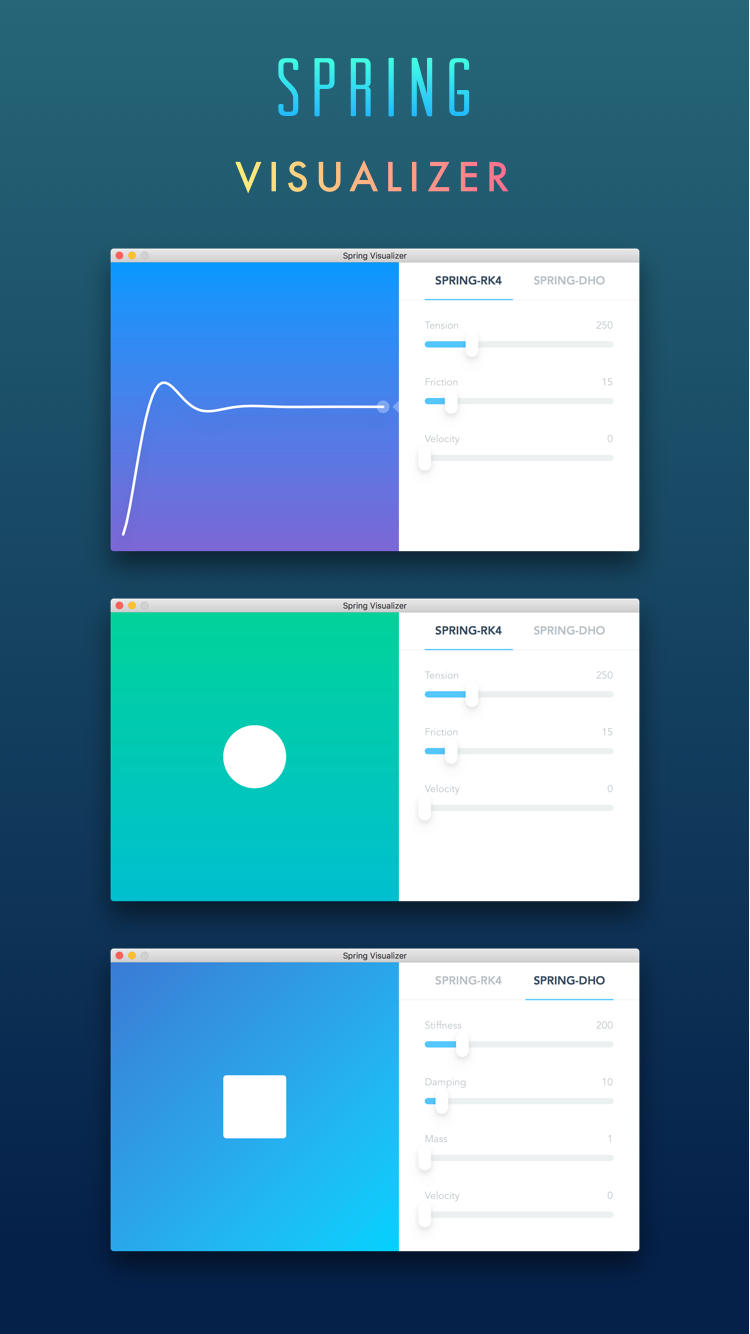 SPRING
VISUALIZER
Spring Visualizer
SPRING-RK4 SPRING-DHO
Tension 250
Friction 15
Velocity 0
Spring Visualizer
SPRING-RK4 SPRING-DHO
Tension 250
Friction 15
Velocity 0
Spring Visualizer
SPRING-RK4 SPRING-DHO
Stiffness 200
Damping 10
Mass 1
Velocity 0